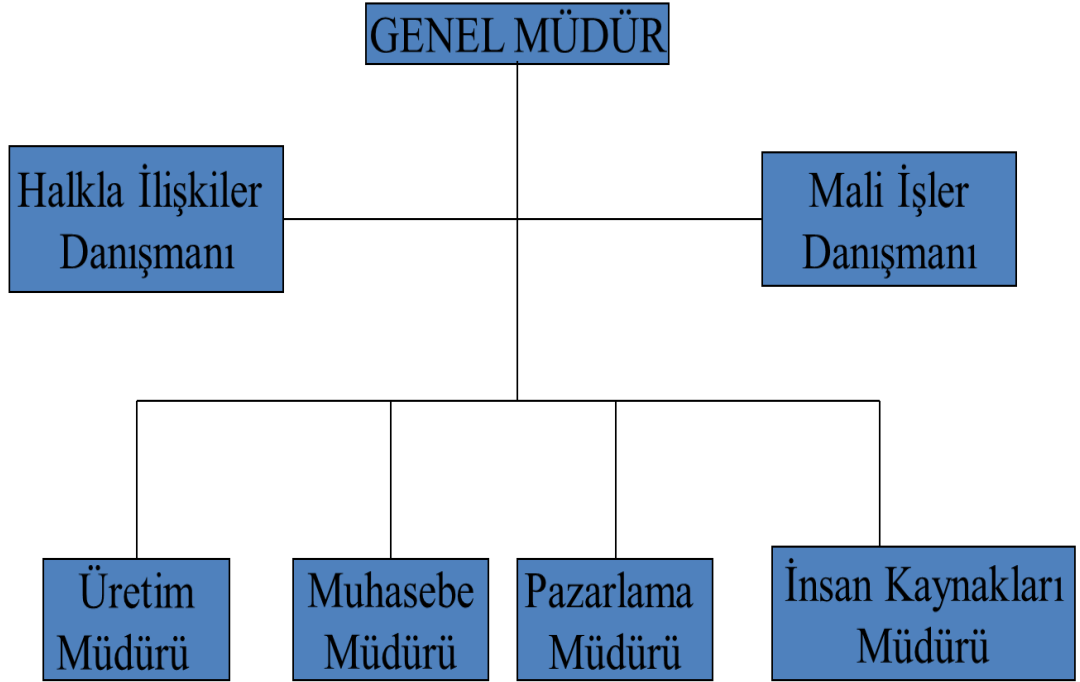 GENEL MÜDÜR
Halkla İlişkiler
Danışmanı
Mali İşler
Danışmanı
Üretim
Müdürü
Muhasebe
Müdürü
Pazarlama
Müdürü
İnsan Kaynakları
Müdürü